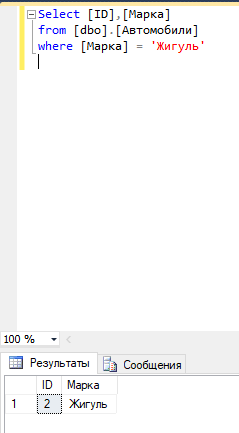 Select [ID],[Марка]
from [dbo].[Автомобили]
where [Марка] = 'Жигуль'
100 %
Результаты Сообщения
ID Марка
1 2 Жигуль